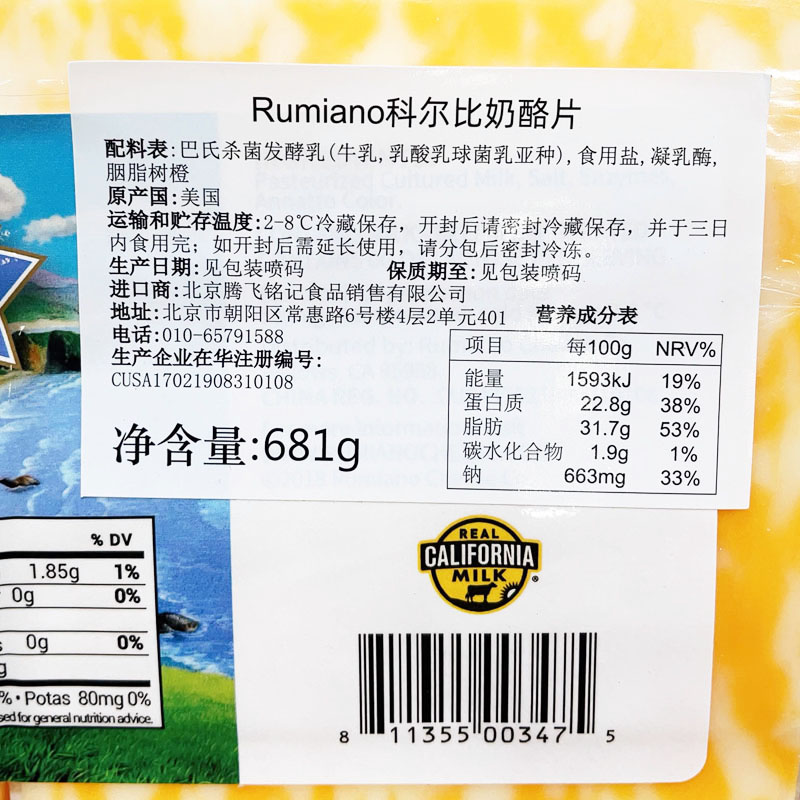 Rumiano科尔比奶酪片
配料表:巴氏杀菌发酵乳(牛乳,乳酸乳球菌乳亚种),食用盐,凝乳酶,
胭脂树橙
原产国:美国
运输和贮存温度:2-8℃冷藏保存，开封后请密封冷藏保存，并于三日
内食用完；如开封后需延长使用，请分包后密封冷冻。
生产日期:见包装喷码 保质期至:见包装喷码
进口商:北京腾飞铭记食品销售有限公司
地址:北京市朝阳区常惠路6号楼4层2单元401
电话:010-65791588
生产企业在华注册编号:
CUSA17021908310108
净含量:681g
营养成分表
项目 每100g NRV%
能量 1593kJ 19%
蛋白质 22.8g 38%
脂肪 31.7g 53%
碳水化合物 1.9g 1%
钠 663mg 33%
% DV
1.85g 1%
0g 0%
0g 0%
g
% • Potas 80mg 0%
sed for general nutrition advice.
REAL
CALIFORNIA
MILK
®
8 11355 00347 5